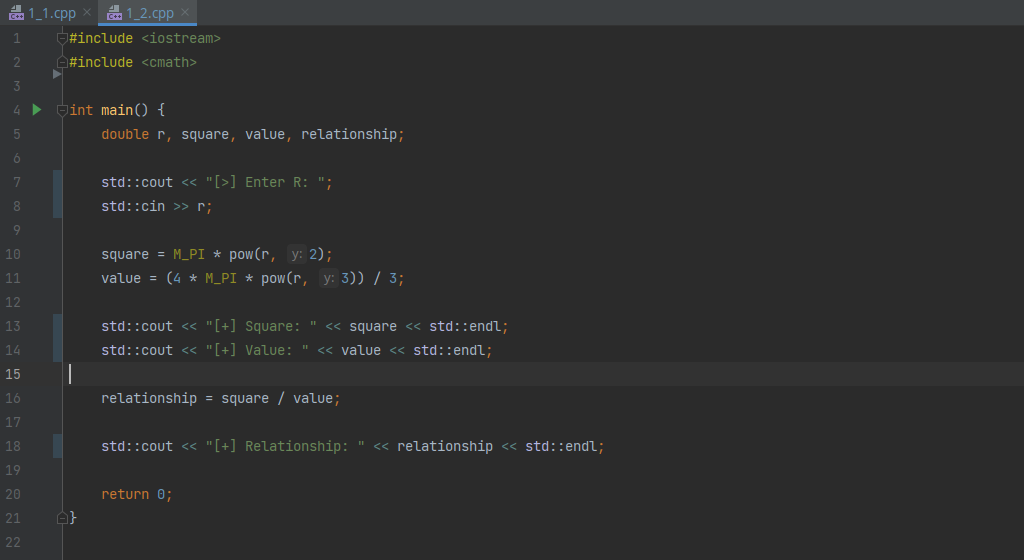 1_1.cpp × 1_2.cpp ×
1 #include <iostream>
2 #include <cmath>
3
4 int main() {
5 double r, square, value, relationship;
6
7 std::cout << "[>] Enter R: ";
8 std::cin >> r;
9
10 square = M_PI * pow(r, y: 2);
11 value = (4 * M_PI * pow(r, y: 3)) / 3;
12
13 std::cout << "[+] Square: " << square << std::endl;
14 std::cout << "[+] Value: " << value << std::endl;
15
16 relationship = square / value;
17
18 std::cout << "[+] Relationship: " << relationship << std::endl;
19
20 return 0;
21 }
22